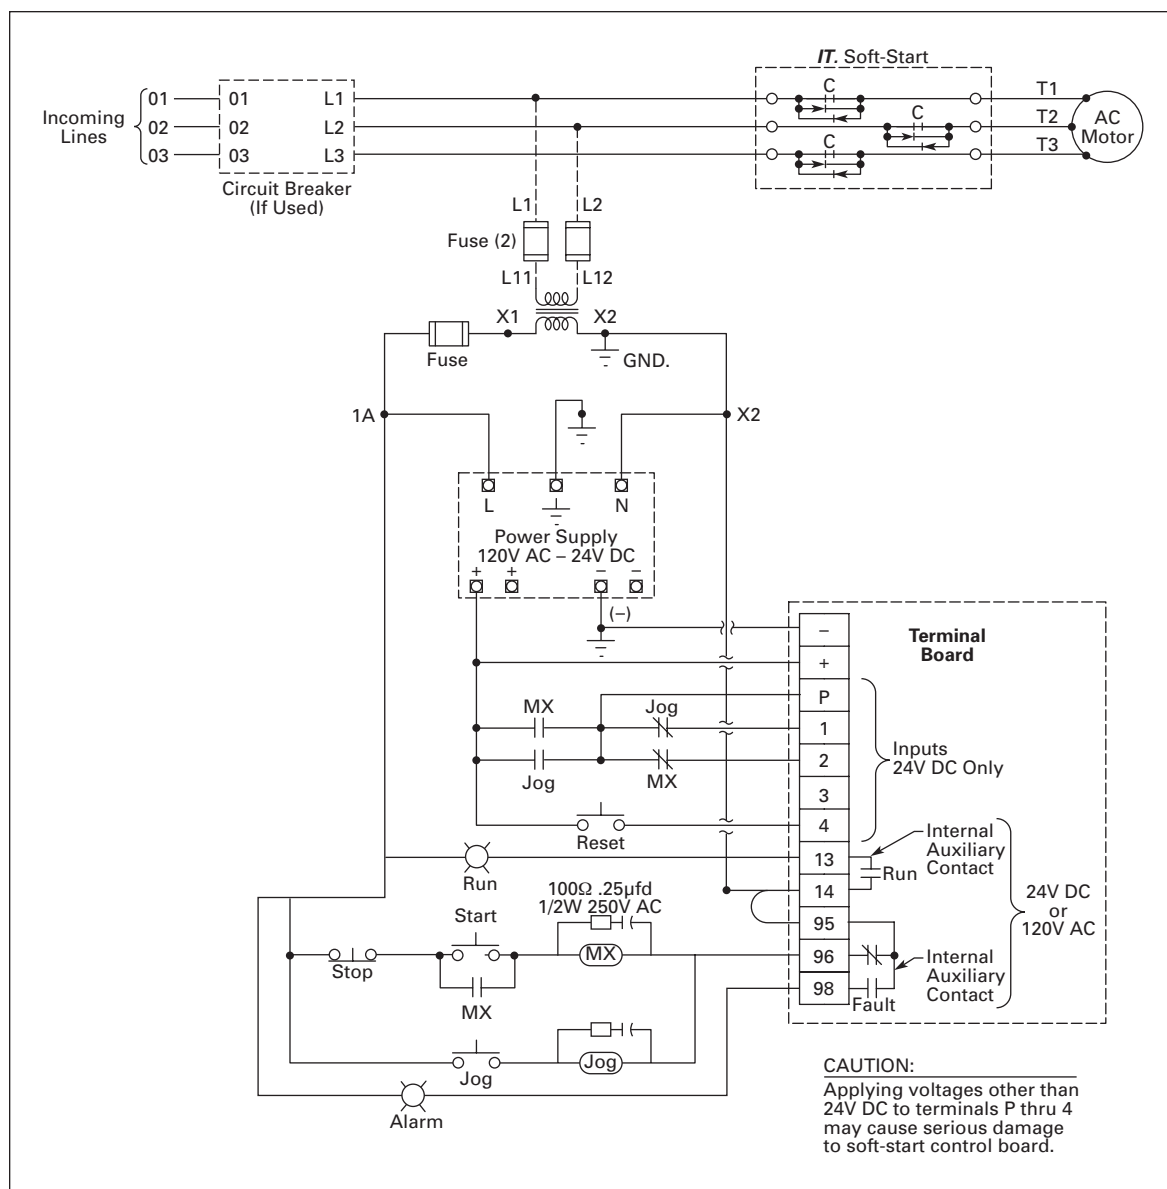 IT. Soft-Start
Incoming
Lines
01
02
03
01
02
03
L1
L2
L3
Circuit Breaker
(If Used)
C
C
C
T1
T2
T3
AC
Motor
L1
L2
Fuse (2)
L11
L12
X1
X2
Fuse
GND.
1A
X2
L
N
Power Supply
120V AC – 24V DC
+
+
–
–
(–)
Terminal
Board
–
+
P
1
2
3
4
13
14
95
96
98
MX
Jog
Jog
MX
Reset
Inputs
24V DC Only
Run
Internal
Auxiliary
Contact
Run
24V DC
or
120V AC
100Ω .25µfd
1/2W 250V AC
Start
Stop
MX
MX
Internal
Auxiliary
Contact
Fault
Jog
Jog
Alarm
CAUTION:
Applying voltages other than
24V DC to terminals P thru 4
may cause serious damage
to soft-start control board.